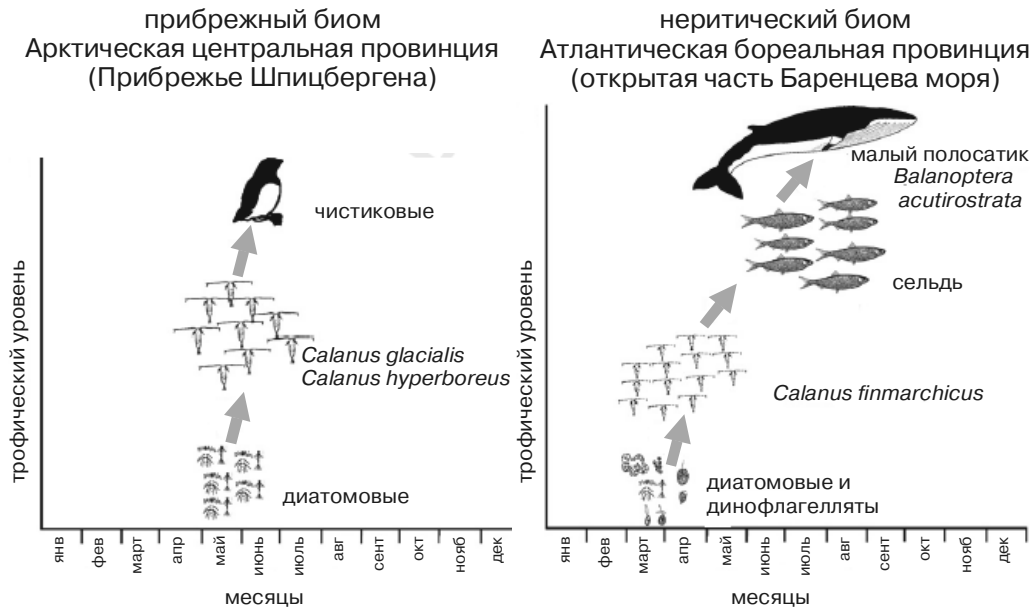 прибрежный биом
Арктическая центральная провинция
(Прибрежье Шпицбергена)
трофический уровень
чистиковые
Calanus glacialis
Calanus hyperboreus
диатомовые
янв
фев
март
апр
май
июнь
июль
авг
сент
окт
нояб
дек
месяцы
неритический биом
Атлантическая бореальная провинция
(открытая часть Баренцева моря)
трофический уровень
малый полосатик
Balanoptera
acutirostrata
сельдь
Calanus finmarchicus
диатомовые и
динофлагелляты
янв
фев
март
апр
май
июнь
июль
авг
сент
окт
нояб
дек
месяцы